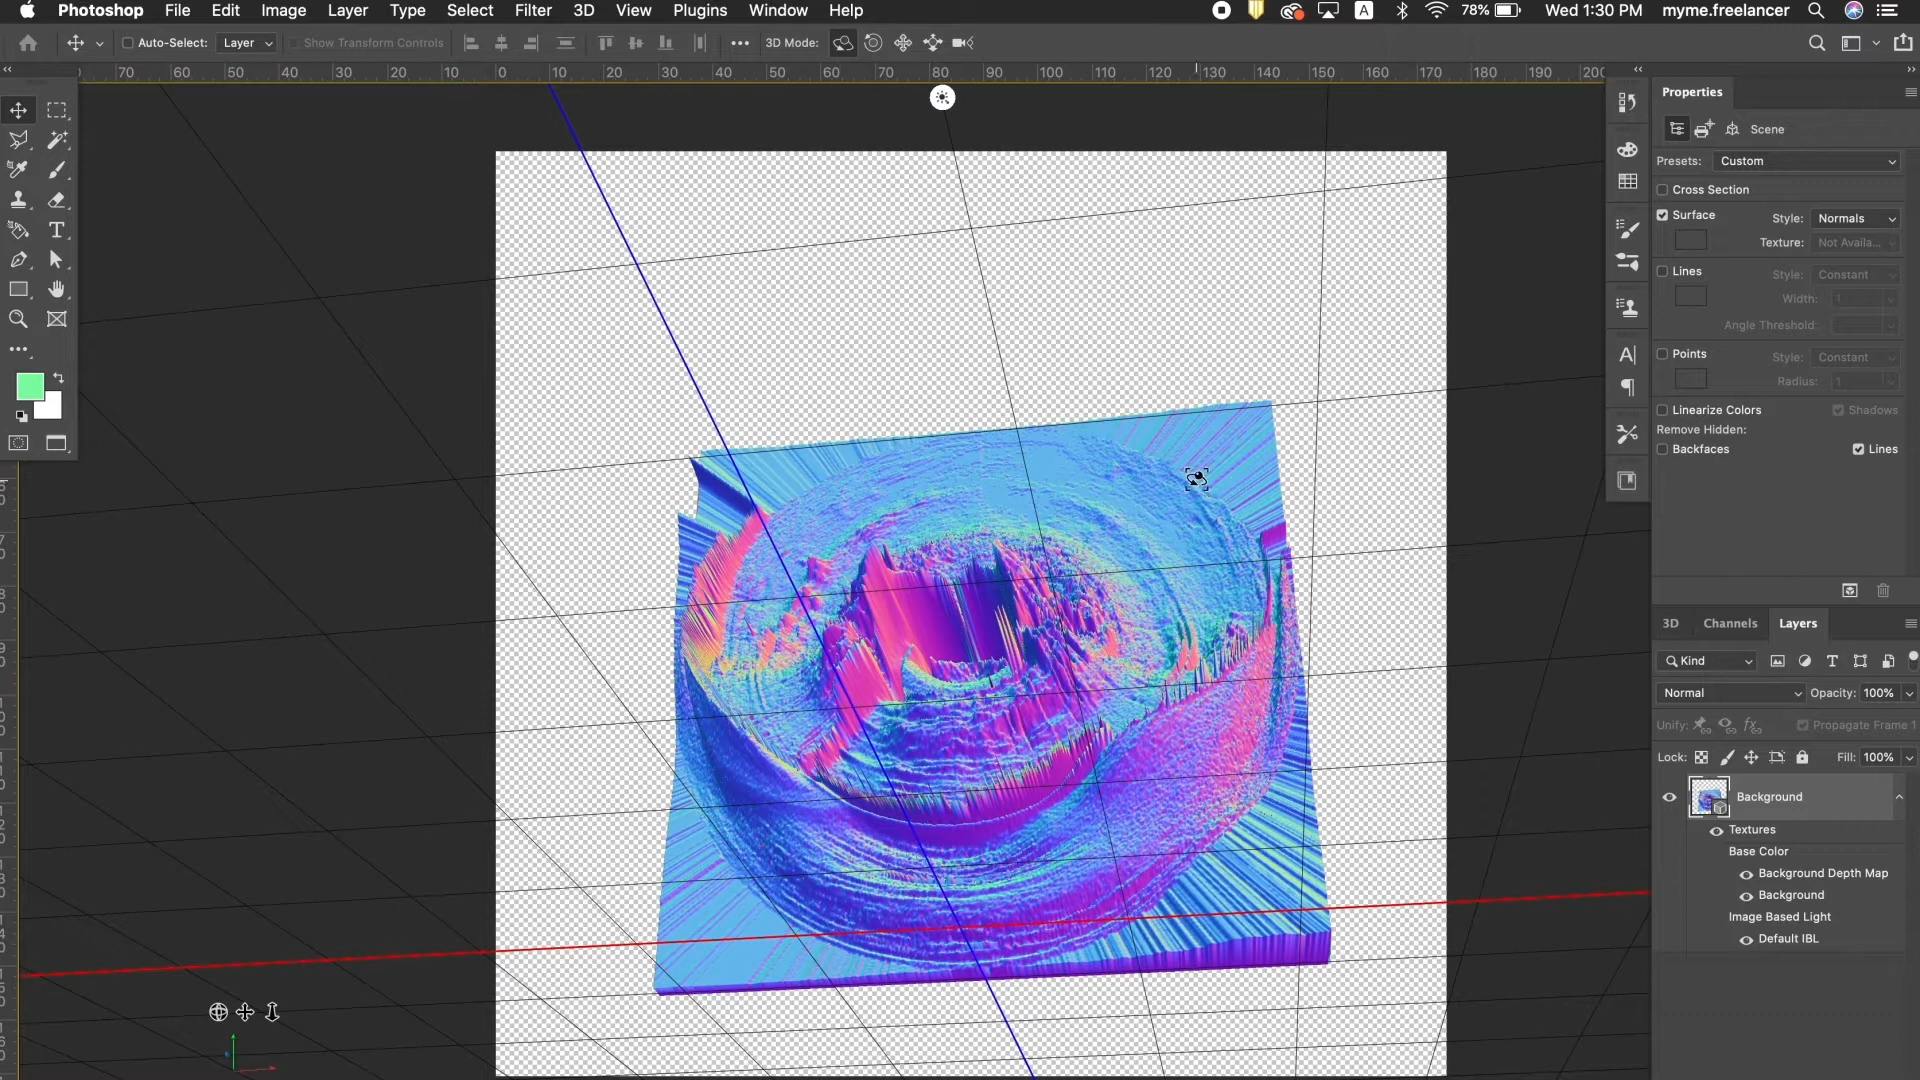 Photoshop File Edit Image Layer Type Select Filter 3D View Plugins Window Help A 78% Wed 1:30 PM myme.freelancer
Auto-Select: Layer Show Transform Controls 3D Mode:
70 60 50 40 30 20 10 0 10 20 30 40 50 60 70 80 90 100 110 120 130 140 150 160 170 180 190 200
Properties
Scene
Presets: Custom
Cross Section
Surface Style: Normals
Texture: Not Availa...
Lines Style: Constant
Width: 1
Angle Threshold:
Points Style: Constant
Radius: 1
Linearize Colors Shadows
Remove Hidden:
Backfaces Lines
3D Channels Layers
Kind
Normal Opacity: 100%
Unify: fx Propagate Frame 1
Lock: Fill: 100%
Background
Textures
Base Color
Background Depth Map
Background
Image Based Light
Default IBL